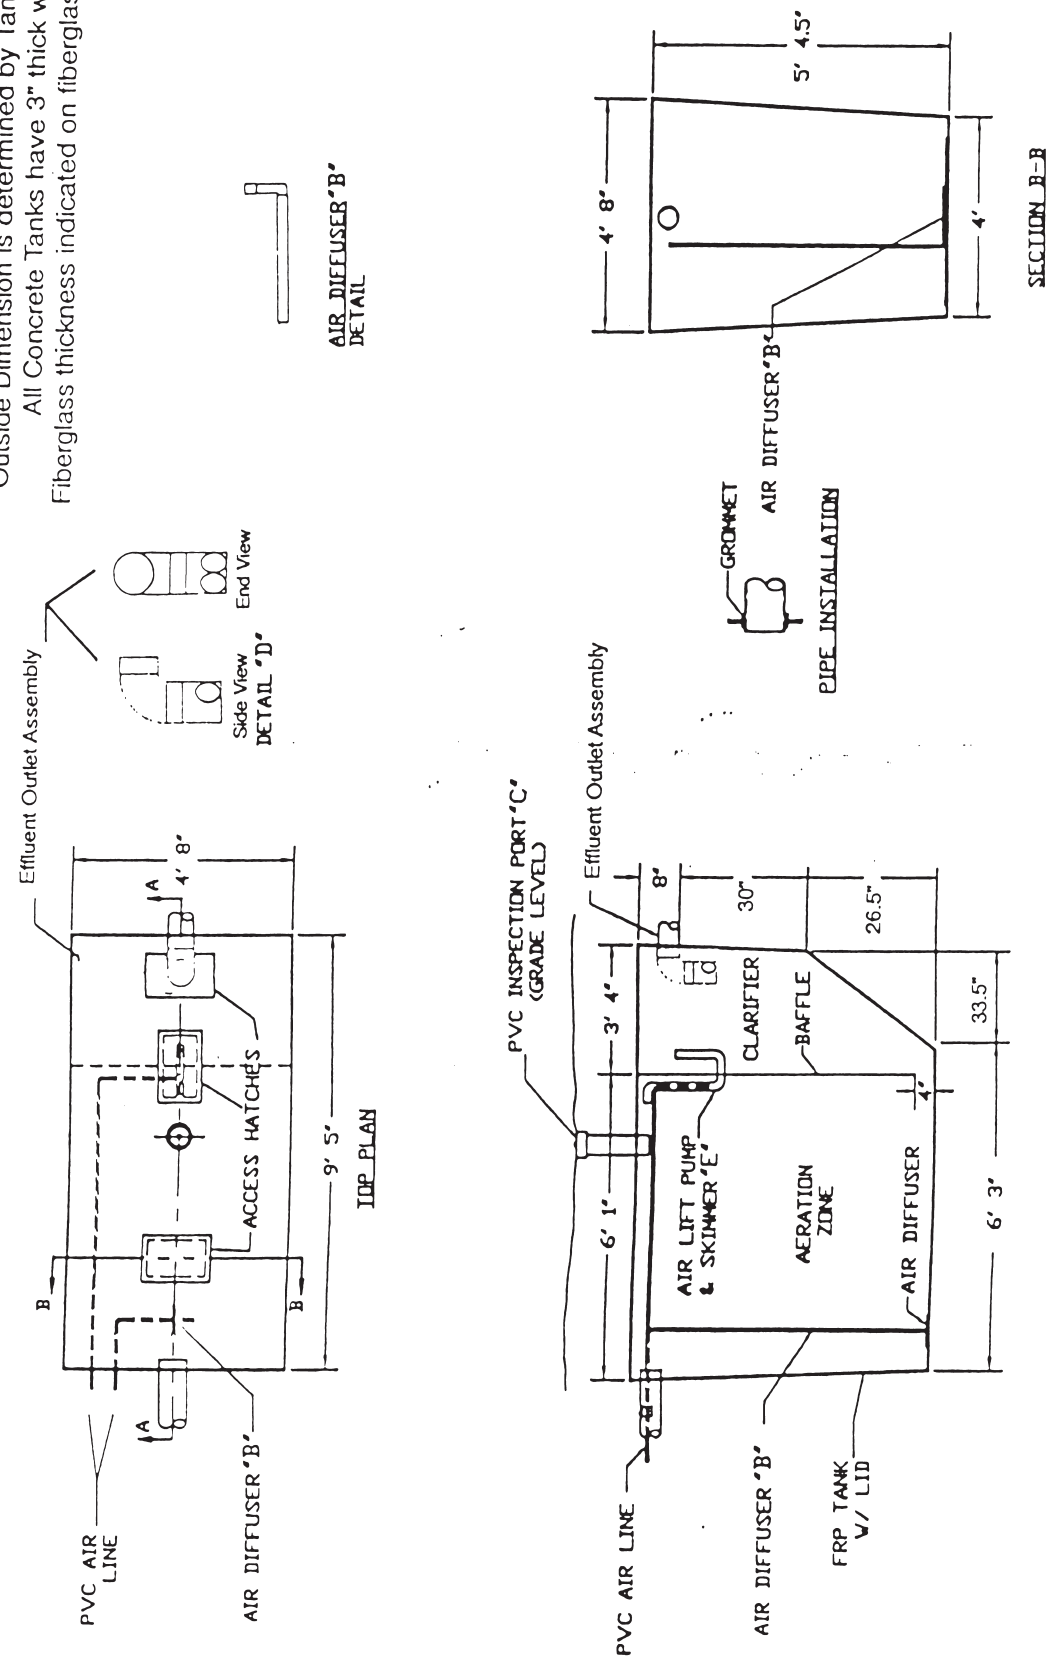 Outside Dimension is determined by
All Concrete Tanks have 3" thick
Fiberglass thickness indicated on
Effluent Outlet Assembly
Side View
End View
DETAIL "D"
AIR DIFFUSER "B"
DETAIL
A
4' 8"
A
B
B
PVC AIR
LINE
AIR DIFFUSER "B"
ACCESS HATCHES
9' 5"
TOP PLAN
PVC INSPECTION PORT "C"
(GRADE LEVEL)
Effluent Outlet Assembly
6' 1"
3' 4"
8"
30"
26.5"
PVC AIR LINE
AIR LIFT PUMP
& SKIMMER "E"
CLARIFIER
BAFFLE
AERATION
ZONE
AIR DIFFUSER
4"
33.5"
6' 3"
AIR DIFFUSER "B"
FRP TANK
W/ LID
GROMMET
PIPE INSTALLATION
4' 8"
5' 4.5"
AIR DIFFUSER "B"
4'
SECTION B-B